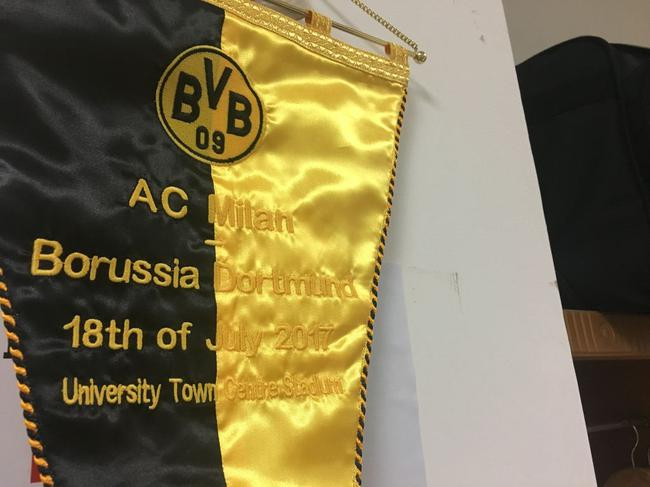 BVB
09
AC Milan
–
Borussia Dortmund
18th of July 2017
University Town Centre Stadium